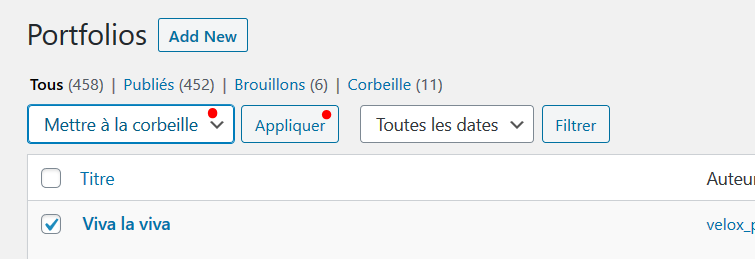 Portfolios Add New
Tous (458) | Publiés (452) | Brouillons (6) | Corbeille (11)
Mettre à la corbeille Appliquer Toutes les dates Filtrer
Titre Auteur
Viva la viva velox_p